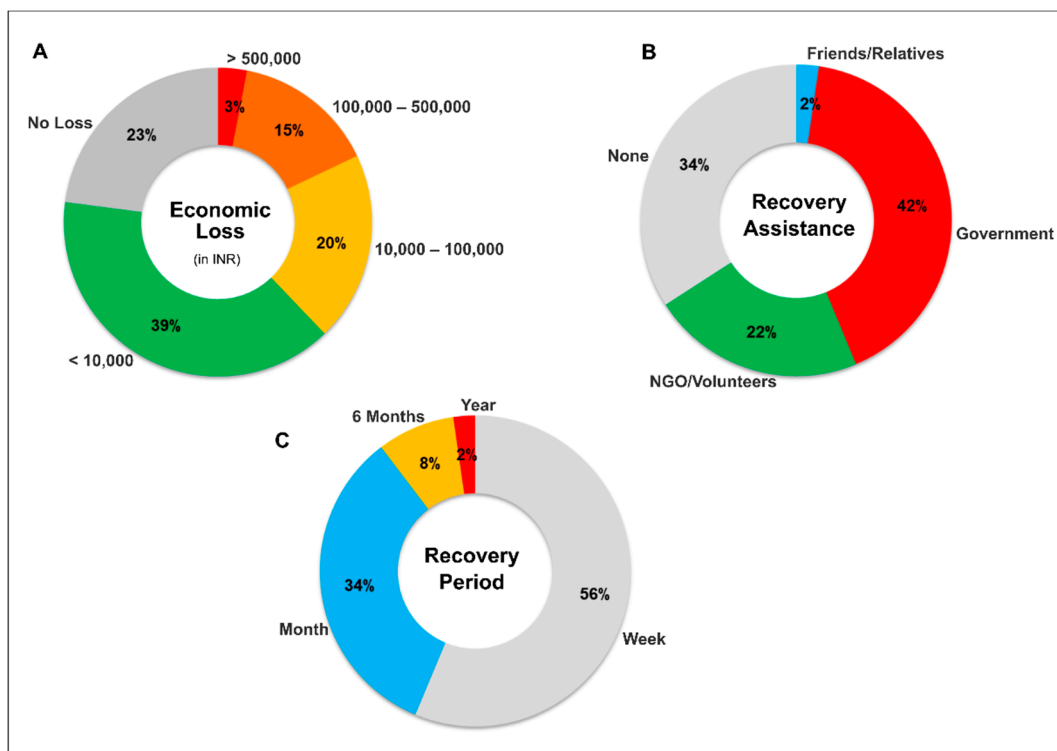 A
> 500,000
3%
100,000 – 500,000
15%
No Loss
23%
Economic
Loss
(in INR)
20%
10,000 – 100,000
39%
< 10,000
B
Friends/Relatives
2%
None
34%
Recovery
Assistance
42%
Government
22%
NGO/Volunteers
C
6 Months
Year
8%
2%
Recovery
Period
34%
56%
Month
Week